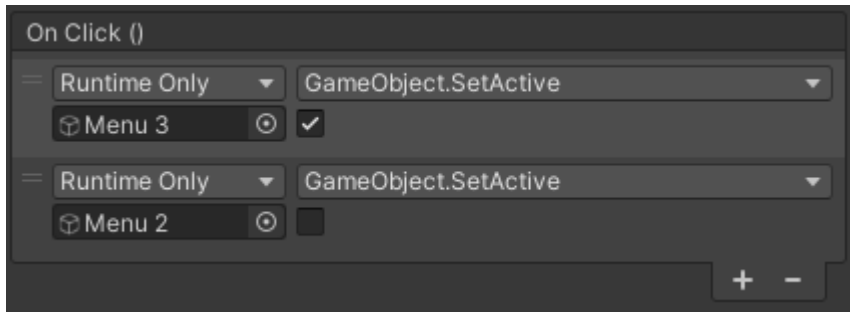 On Click ()
Runtime Only GameObject.SetActive
Menu 3
Runtime Only GameObject.SetActive
Menu 2
+ -